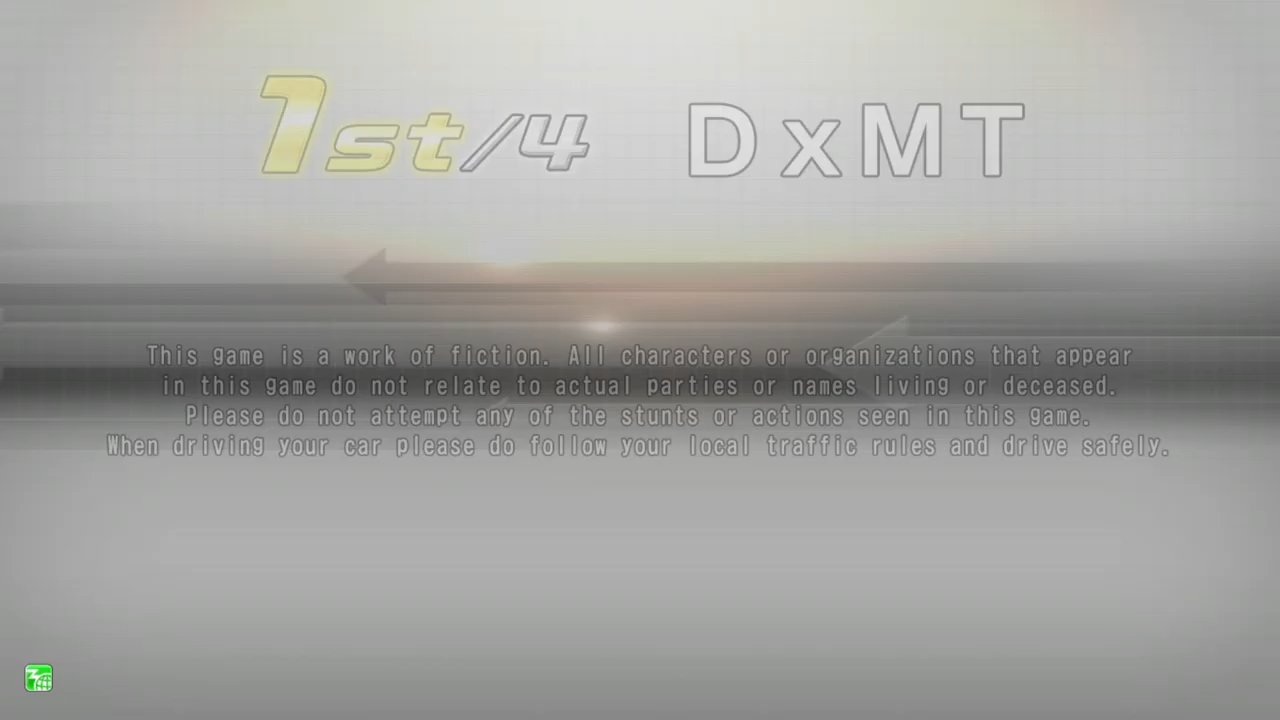 1st/4 DxMT
This game is a work of fiction. All characters or organizations that appear
in this game do not relate to actual parties or names living or deceased.
Please do not attempt any of the stunts or actions seen in this game.
When driving your car please do follow your local traffic rules and drive safely.